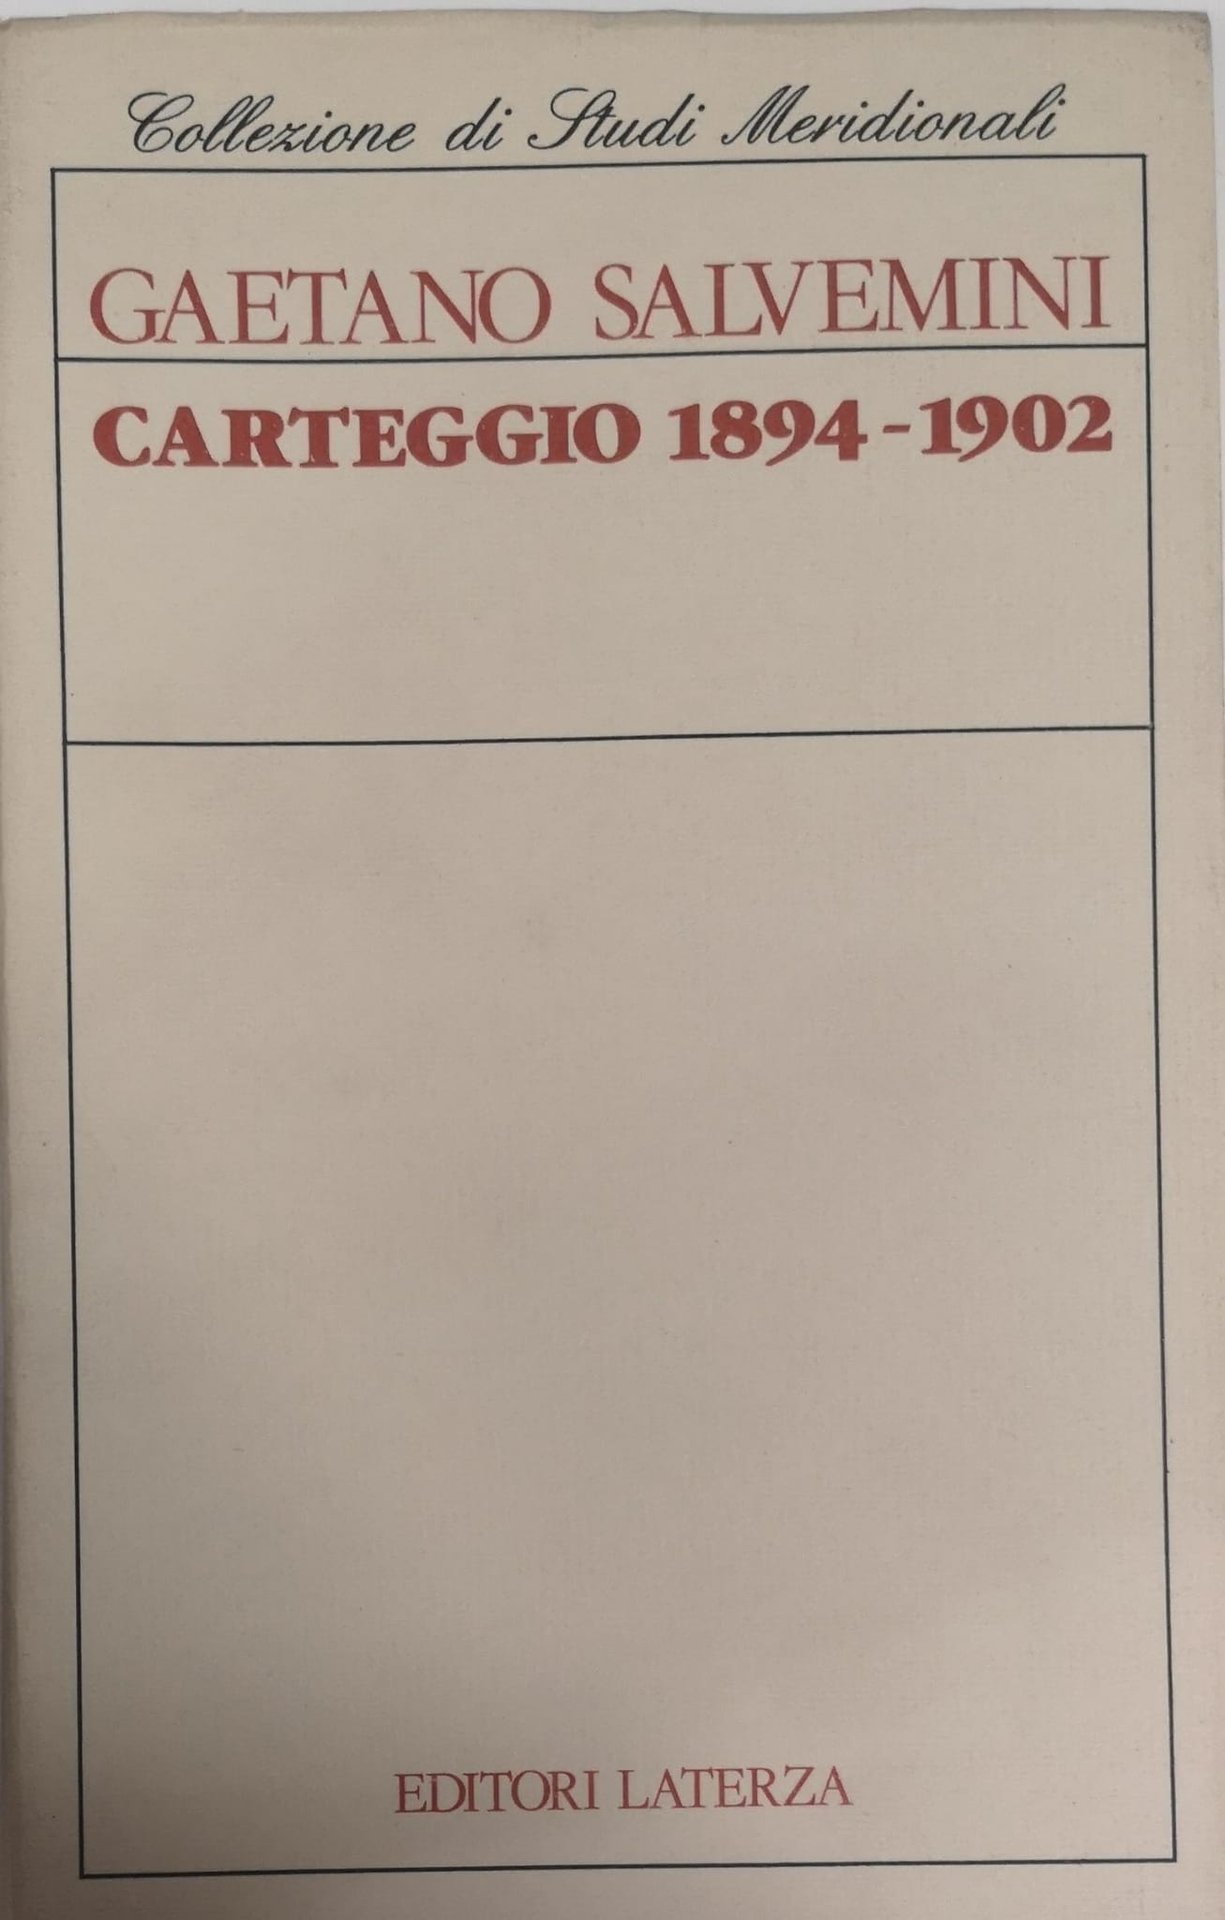 Collezione di Studi Meridionali
GAETANO SALVEMINI
CARTEGGIO 1894-1902
EDITORI LATERZA